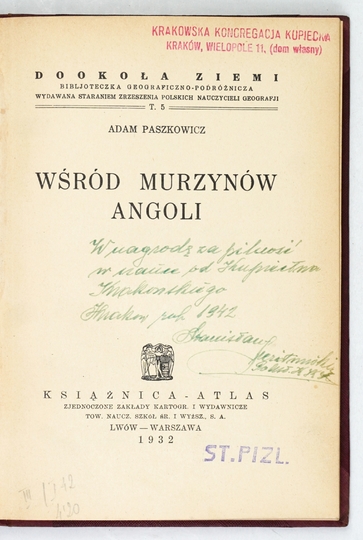 KRAKOWSKA KONGREGACJA KUPIECKA
KRAKÓW, WIELOPOLE 11, (dom własny)
DOOKOŁA ZIEMI
BIBLJOTECZKA GEOGRAFICZNO-PODRÓŻNICZA
WYDAWANA STARANIEM ZRZESZENIA POLSKICH NAUCZYCIELI GEOGRAFJI
T. 5
ADAM PASZKOWICZ
WŚRÓD MURZYNÓW
ANGOLI
W nagrodę za pilność
w nauce od Kupiectwa
Krakowskiego
Kraków rok 1942
Stanisław
KSIĄŻNICA-ATLAS
ZJEDNOCZONE ZAKŁADY KARTOGR. I WYDAWNICZE
TOW. NAUCZ. SZKÓŁ ŚR. I WYŻSZ., S. A.
LWÓW — WARSZAWA
1932
ST. PIZL.